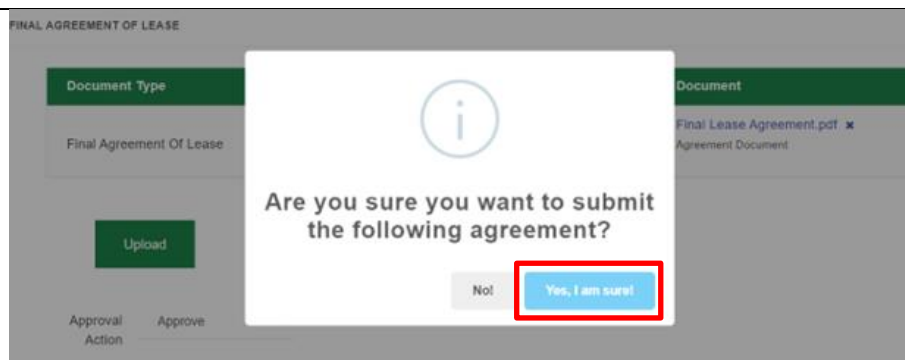 FINAL AGREEMENT OF LEASE
Document Type
Document
Final Agreement Of Lease
Final Lease Agreement.pdf ×
Agreement Document
i
Are you sure you want to submit
the following agreement?
Upload
No!
Yes, I am sure!
Approval
Action
Approve